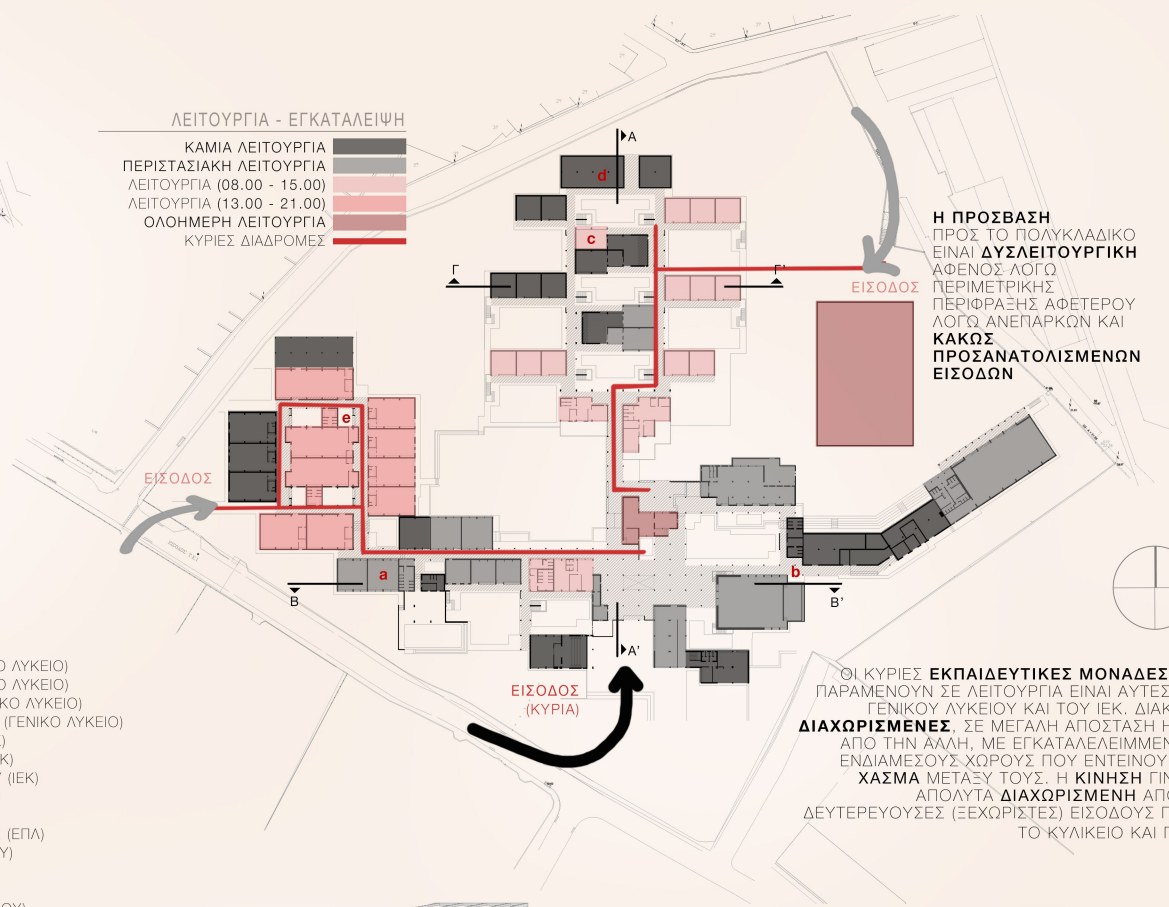 ΛΕΙΤΟΥΡΓΙΑ - ΕΓΚΑΤΑΛΕΙΨΗ
ΚΑΜΙΑ ΛΕΙΤΟΥΡΓΙΑ
ΠΕΡΙΣΤΑΣΙΑΚΗ ΛΕΙΤΟΥΡΓΙΑ
ΛΕΙΤΟΥΡΓΙΑ (08.00 - 15.00)
ΛΕΙΤΟΥΡΓΙΑ (13.00 - 21.00)
ΟΛΟΗΜΕΡΗ ΛΕΙΤΟΥΡΓΙΑ
ΚΥΡΙΕΣ ΔΙΑΔΡΟΜΕΣ
A
d
c
Γ
Γ'
ΕΙΣΟΔΟΣ
Η ΠΡΟΣΒΑΣΗ
ΠΡΟΣ ΤΟ ΠΟΛΥΚΛΑΔΙΚΟ
ΕΙΝΑΙ ΔΥΣΛΕΙΤΟΥΡΓΙΚΗ
ΑΦΕΝΟΣ ΛΟΓΩ
ΠΕΡΙΜΕΤΡΙΚΗΣ
ΠΕΡΙΦΡΑΞΗΣ ΑΦΕΤΕΡΟΥ
ΛΟΓΩ ΑΝΕΠΑΡΚΩΝ ΚΑΙ
ΚΑΚΩΣ
ΠΡΟΣΑΝΑΤΟΛΙΣΜΕΝΩΝ
ΕΙΣΟΔΩΝ
e
ΕΙΣΟΔΟΣ
a
b
B
B'
A'
ΕΙΣΟΔΟΣ
(ΚΥΡΙΑ)
Ο ΛΥΚΕΙΟ)
Ο ΛΥΚΕΙΟ)
ΚΟ ΛΥΚΕΙΟ)
(ΓΕΝΙΚΟ ΛΥΚΕΙΟ)
Κ)
(ΙΕΚ)
(ΕΠΛ)
ΟΙ ΚΥΡΙΕΣ ΕΚΠΑΙΔΕΥΤΙΚΕΣ ΜΟΝΑΔΕΣ
ΠΑΡΑΜΕΝΟΥΝ ΣΕ ΛΕΙΤΟΥΡΓΙΑ ΕΙΝΑΙ ΑΥΤΕΣ
ΓΕΝΙΚΟΥ ΛΥΚΕΙΟΥ ΚΑΙ ΤΟΥ ΙΕΚ. ΔΙΑΚ
ΔΙΑΧΩΡΙΣΜΕΝΕΣ, ΣΕ ΜΕΓΑΛΗ ΑΠΟΣΤΑΣΗ Η
ΑΠΟ ΤΗΝ ΑΛΛΗ, ΜΕ ΕΓΚΑΤΑΛΕΛΕΙΜΜΕΝ
ΕΝΔΙΑΜΕΣΟΥΣ ΧΩΡΟΥΣ ΠΟΥ ΕΝΤΕΙΝΟΥ
ΧΑΣΜΑ ΜΕΤΑΞΥ ΤΟΥΣ. Η ΚΙΝΗΣΗ ΓΙΝ
ΑΠΟΛΥΤΑ ΔΙΑΧΩΡΙΣΜΕΝΗ ΑΠΟ
ΔΕΥΤΕΡΕΥΟΥΣΕΣ (ΞΕΧΩΡΙΣΤΕΣ) ΕΙΣΟΔΟΥΣ Γ
ΤΟ ΚΥΛΙΚΕΙΟ ΚΑΙ Γ